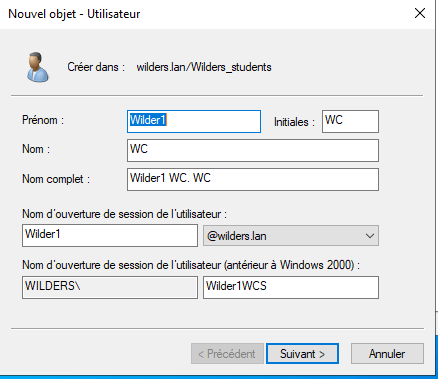 Nouvel objet - Utilisateur
Créer dans : wilders.lan/Wilders_students
Prénom : Wilder1 Initiales : WC
Nom : WC
Nom complet : Wilder1 WC. WC
Nom d'ouverture de session de l'utilisateur :
Wilder1 @wilders.lan
Nom d'ouverture de session de l'utilisateur (antérieur à Windows 2000) :
WILDERS\ Wilder1WCS
< Précédent Suivant > Annuler